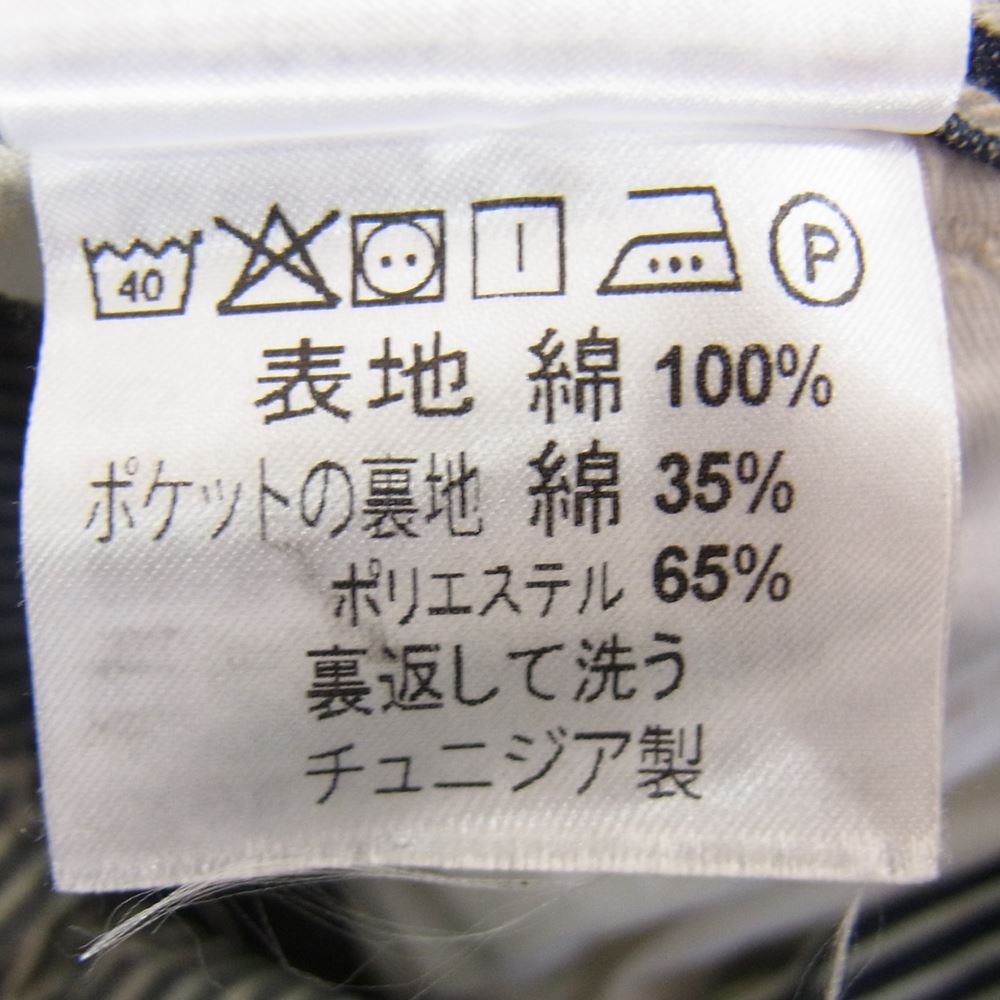 40 P
表地 綿 100%
ポケットの裏地 綿 35%
ポリエステル 65%
裏返して洗う
チュニジア製